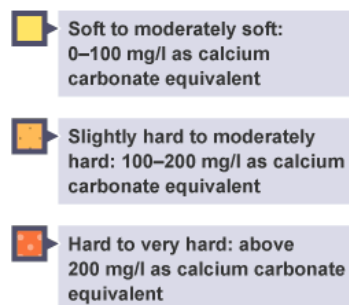 Soft to moderately soft:
0–100 mg/l as calcium
carbonate equivalent
Slightly hard to moderately
hard: 100–200 mg/l as calcium
carbonate equivalent
Hard to very hard: above
200 mg/l as calcium carbonate
equivalent